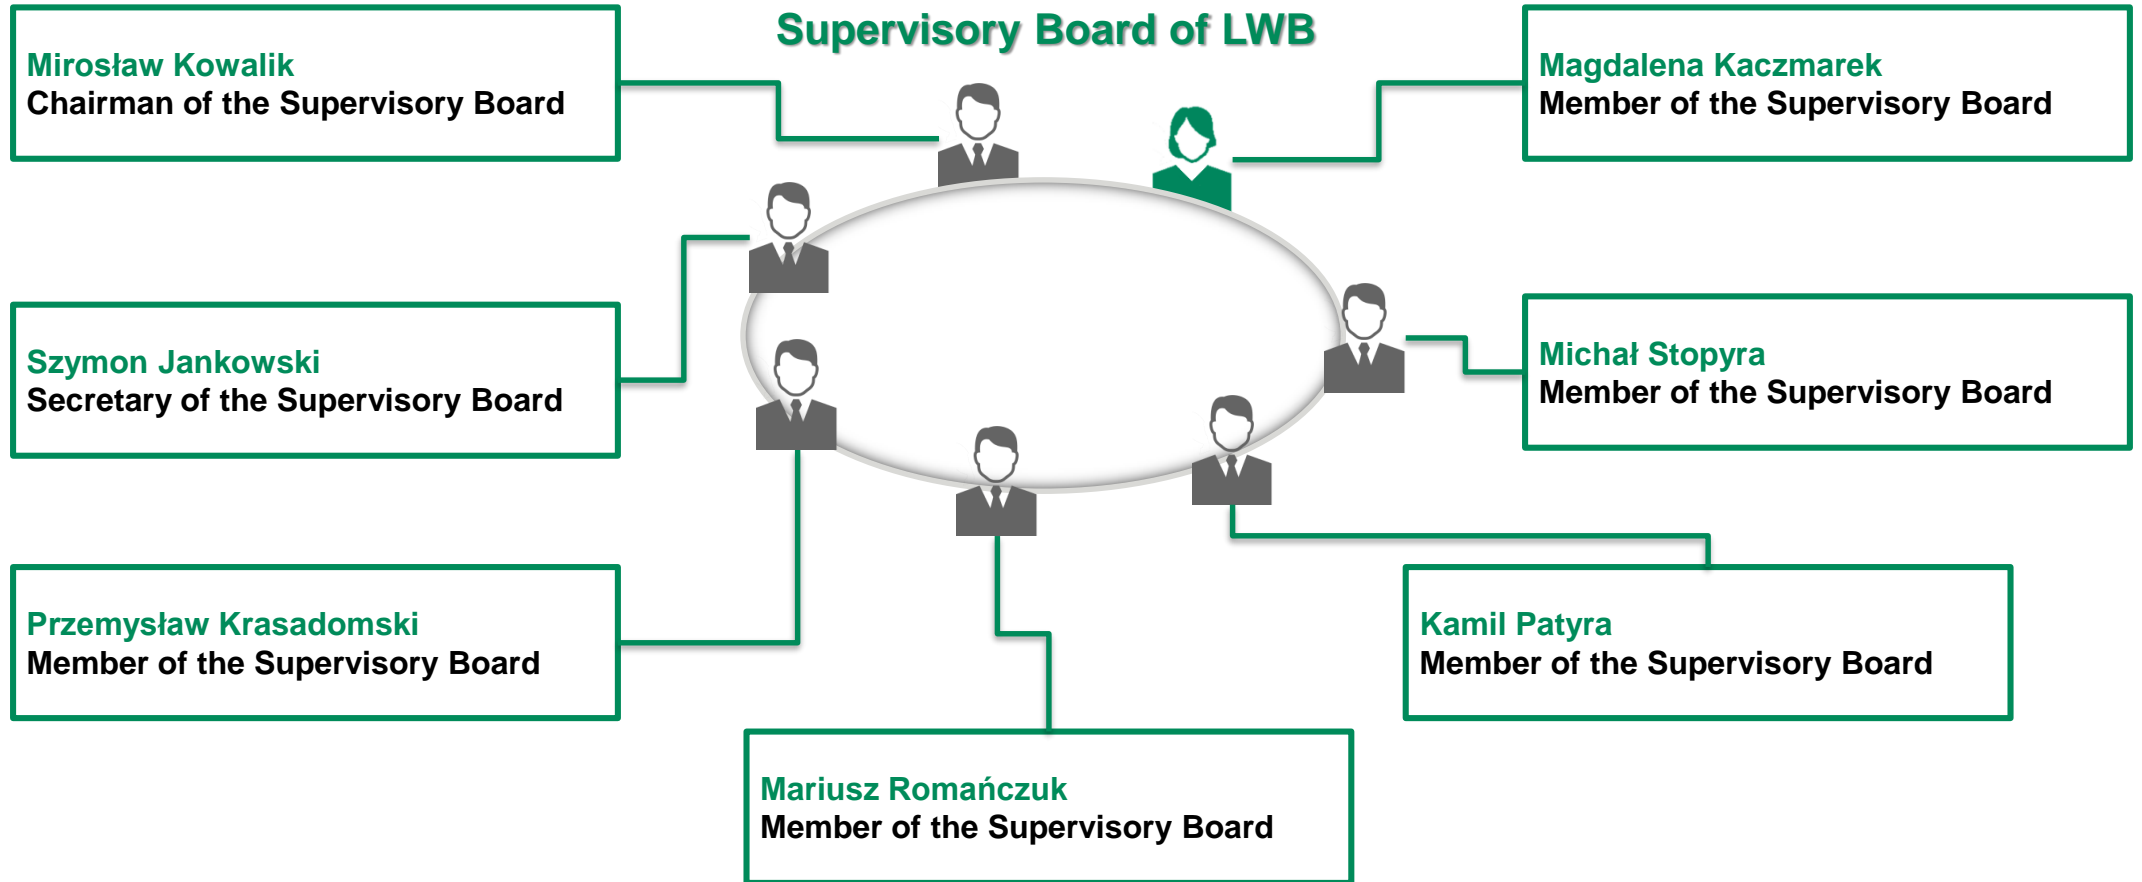 Supervisory Board of LWB
Mirosław Kowalik
Chairman of the Supervisory Board
Magdalena Kaczmarek
Member of the Supervisory Board
Szymon Jankowski
Secretary of the Supervisory Board
Michał Stopyra
Member of the Supervisory Board
Przemysław Krasadomski
Member of the Supervisory Board
Kamil Patyra
Member of the Supervisory Board
Mariusz Romańczuk
Member of the Supervisory Board